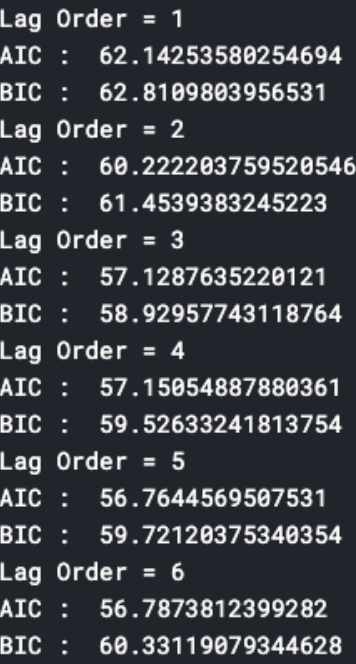 Lag Order = 1
AIC :  62.14253580254694
BIC :  62.8109803956531
Lag Order = 2
AIC :  60.222203759520546
BIC :  61.4539383245223
Lag Order = 3
AIC :  57.1287635220121
BIC :  58.92957743118764
Lag Order = 4
AIC :  57.15054887880361
BIC :  59.52633241813754
Lag Order = 5
AIC :  56.7644569507531
BIC :  59.72120375340354
Lag Order = 6
AIC :  56.7873812399282
BIC :  60.33119079344628